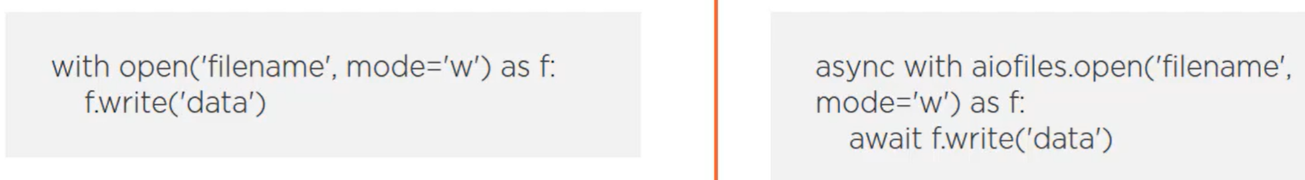 with open('filename', mode='w') as f:
f.write('data')
async with aiofiles.open('filename',
mode='w') as f:
await f.write('data')